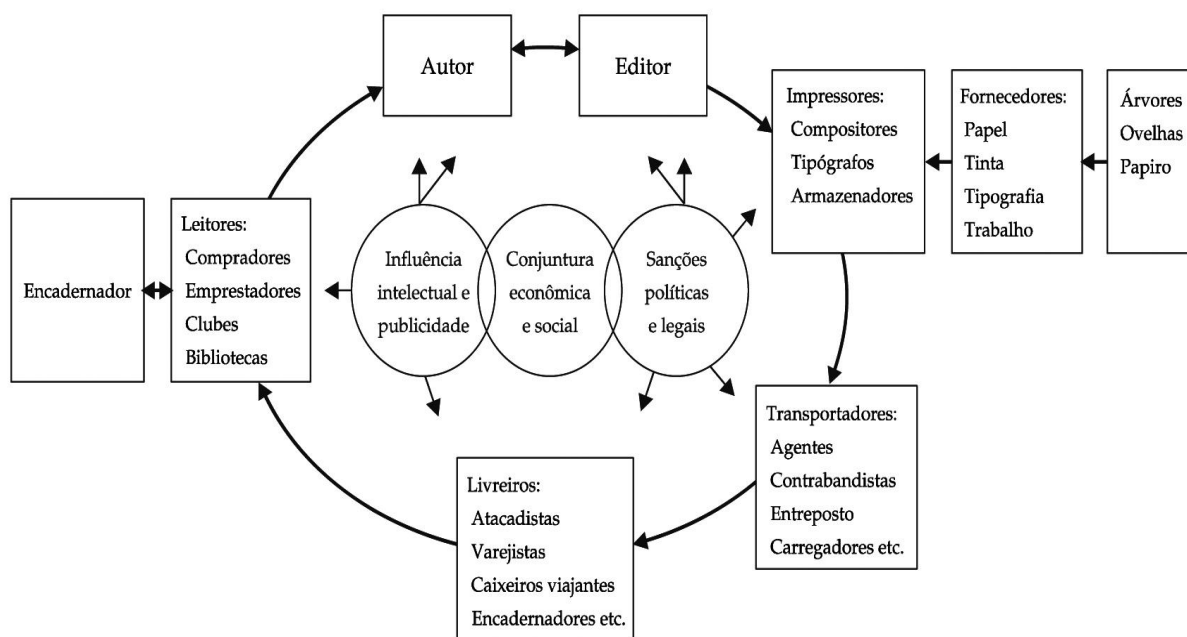 Autor
Editor
Impressores:
Compositores
Tipógrafos
Armazenadores
Fornecedores:
Papel
Tinta
Tipografia
Trabalho
Árvores
Ovelhas
Papiro
Encadernador
Leitores:
Compradores
Emprestadores
Clubes
Bibliotecas
Influência
intelectual e
publicidade
Conjuntura
econômica
e social
Sanções
políticas
e legais
Transportadores:
Agentes
Contrabandistas
Entreposto
Carregadores etc.
Livreiros:
Atacadistas
Varejistas
Caixeiros viajantes
Encadernadores etc.